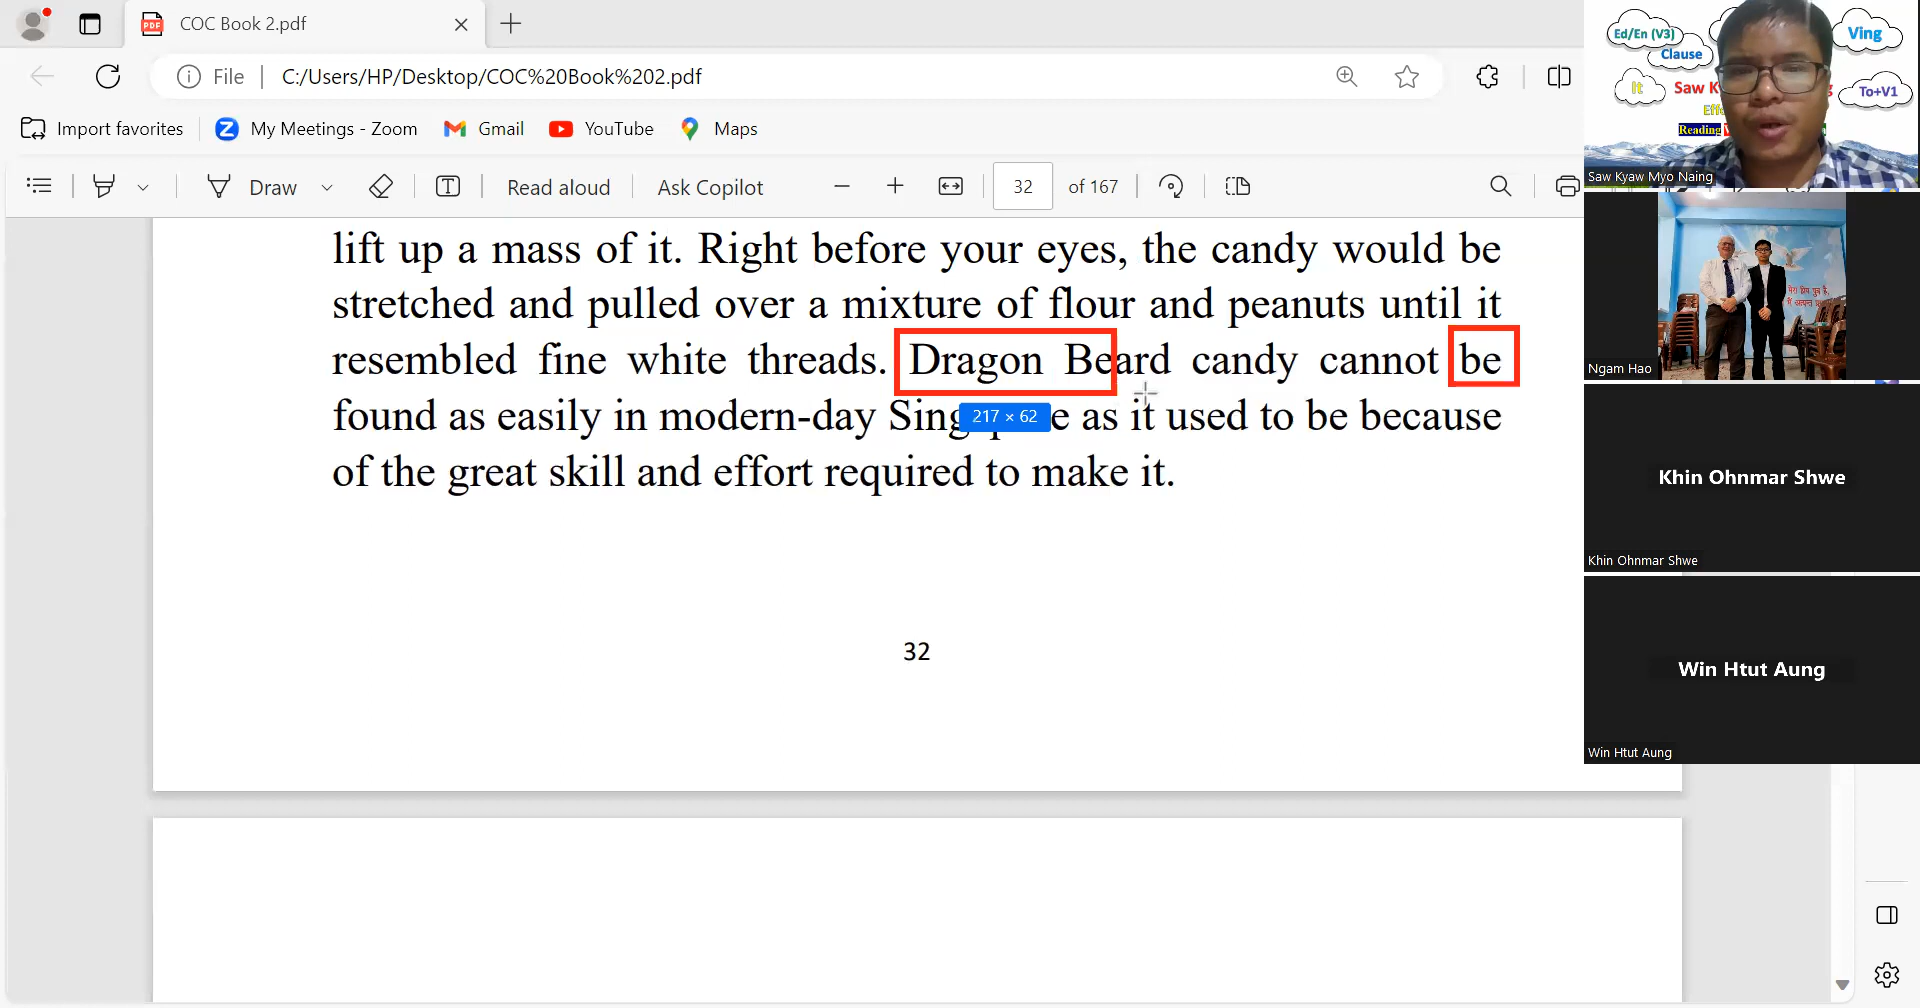 COC Book 2.pdf
File
C:/Users/HP/Desktop/COC%20Book%202.pdf
Import favorites
My Meetings - Zoom
Gmail
YouTube
Maps
Draw
Read aloud
Ask Copilot
32
of 167
lift up a mass of it. Right before your eyes, the candy would be
stretched and pulled over a mixture of flour and peanuts until it
resembled fine white threads. Dragon Beard candy cannot be
found as easily in modern-day as it used to be because
217 × 62
of the great skill and effort required to make it.
32
Ed/En (V3)
Clause
Ving
It
Saw
To+V1
Reading
Saw Kyaw Myo Naing
Ngam Hao
Khin Ohnmar Shwe
Khin Ohnmar Shwe
Win Htut Aung
Win Htut Aung